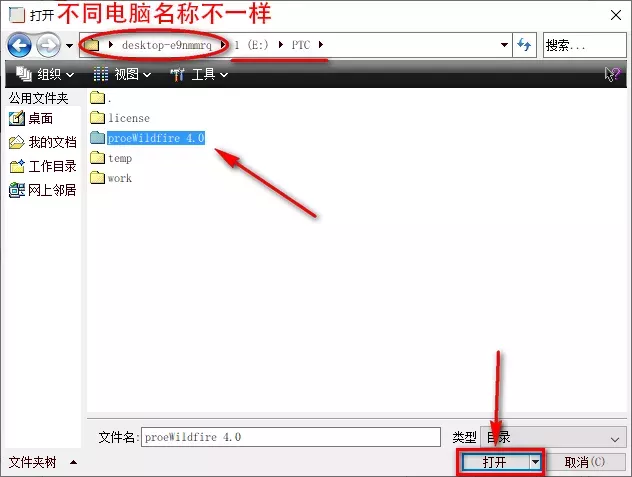 打开 不同电脑名称不一样
desktop-e9nmmrq 1 (E:) PTC 搜索...
组织 视图 工具
公用文件夹
桌面
我的文档
工作目录
网上邻居
.
license
proeWildfire 4.0
temp
work
文件名: proeWildfire 4.0 类型 目录
文件夹树 打开 取消(C)